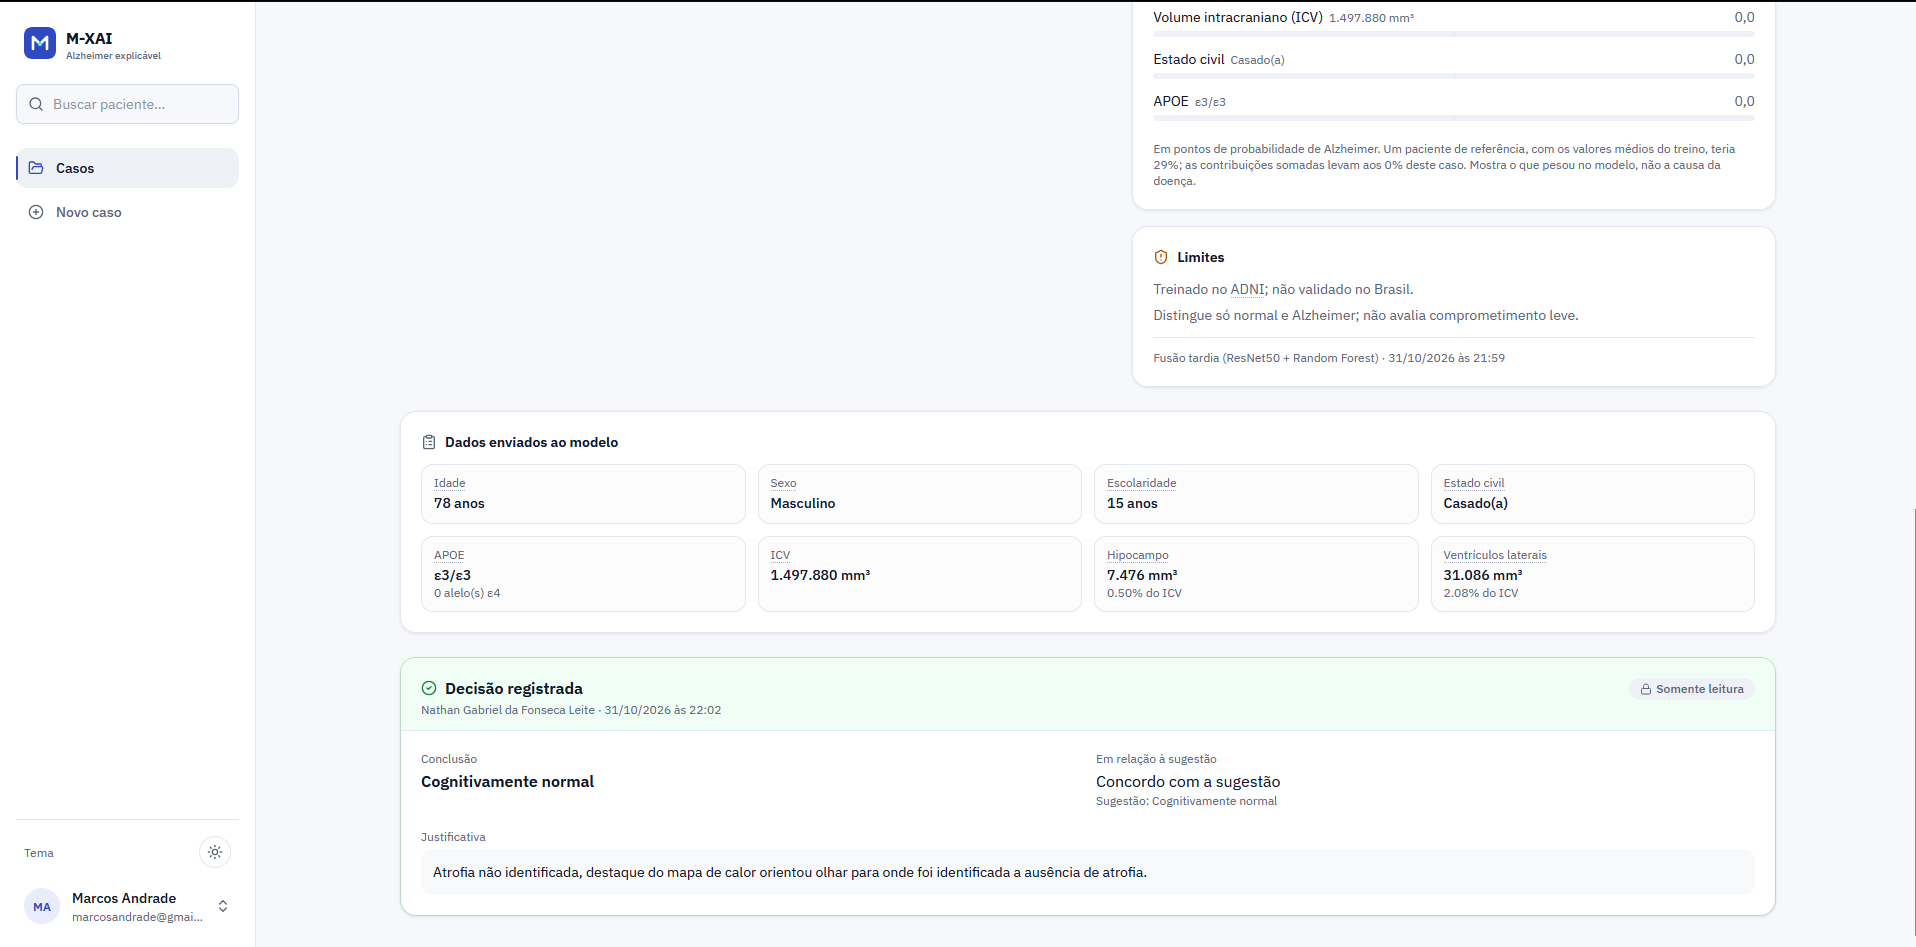 M-XAI
Alzheimer explicável
Buscar paciente...
Casos
Novo caso
Tema
MA
Marcos Andrade
marcosandrade@gmai...
Volume intracraniano (ICV) 1.497.880 mm³ 0,0
Estado civil Casado(a) 0,0
APOE ε3/ε3 0,0
Em pontos de probabilidade de Alzheimer. Um paciente de referência, com os valores médios do treino, teria
29%; as contribuições somadas levam aos 0% deste caso. Mostra o que pesou no modelo, não a causa da
doença.
Limites
Treinado no ADNI; não validado no Brasil.
Distingue só normal e Alzheimer; não avalia comprometimento leve.
Fusão tardia (ResNet50 + Random Forest) · 31/10/2026 às 21:59
Dados enviados ao modelo
Idade
78 anos
Sexo
Masculino
Escolaridade
15 anos
Estado civil
Casado(a)
APOE
ε3/ε3
0 alelo(s) ε4
ICV
1.497.880 mm³
Hipocampo
7.476 mm³
0.50% do ICV
Ventrículos laterais
31.086 mm³
2.08% do ICV
Decisão registrada
Somente leitura
Nathan Gabriel da Fonseca Leite · 31/10/2026 às 22:02
Conclusão
Cognitivamente normal
Em relação à sugestão
Concordo com a sugestão
Sugestão: Cognitivamente normal
Justificativa
Atrofia não identificada, destaque do mapa de calor orientou olhar para onde foi identificada a ausência de atrofia.